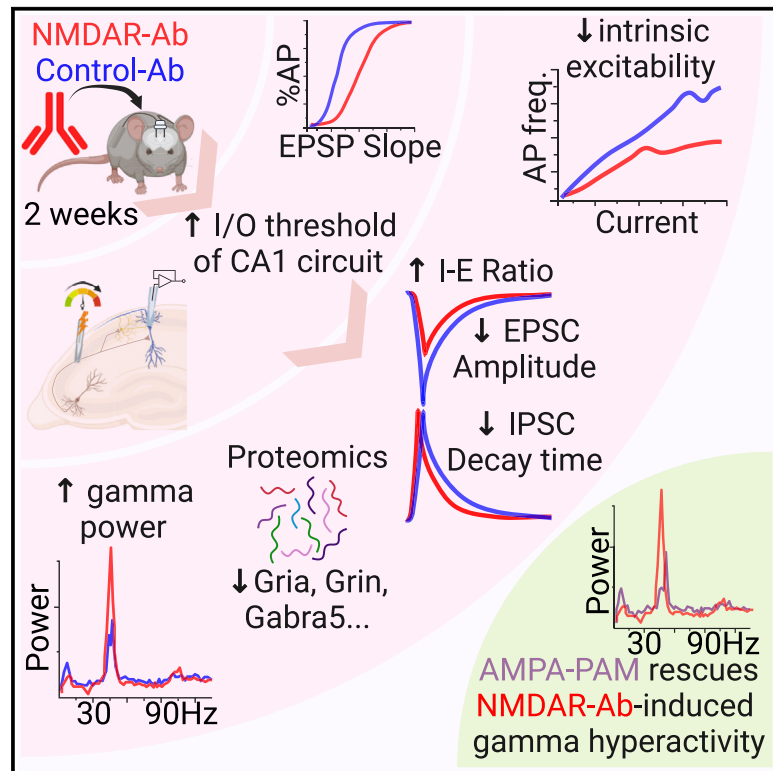 NMDAR-Ab
Control-Ab
2 weeks
%AP
EPSP Slope
↓ intrinsic
excitability
AP freq.
Current
↑ I/O threshold
of CA1 circuit
↑ I-E Ratio
↓ EPSC
Amplitude
↓ IPSC
Decay time
Proteomics
↓ Gria, Grin,
Gabra5...
↑ gamma
power
Power
30 90Hz
Power
30 90Hz
AMPA-PAM rescues
NMDAR-Ab-induced
gamma hyperactivity